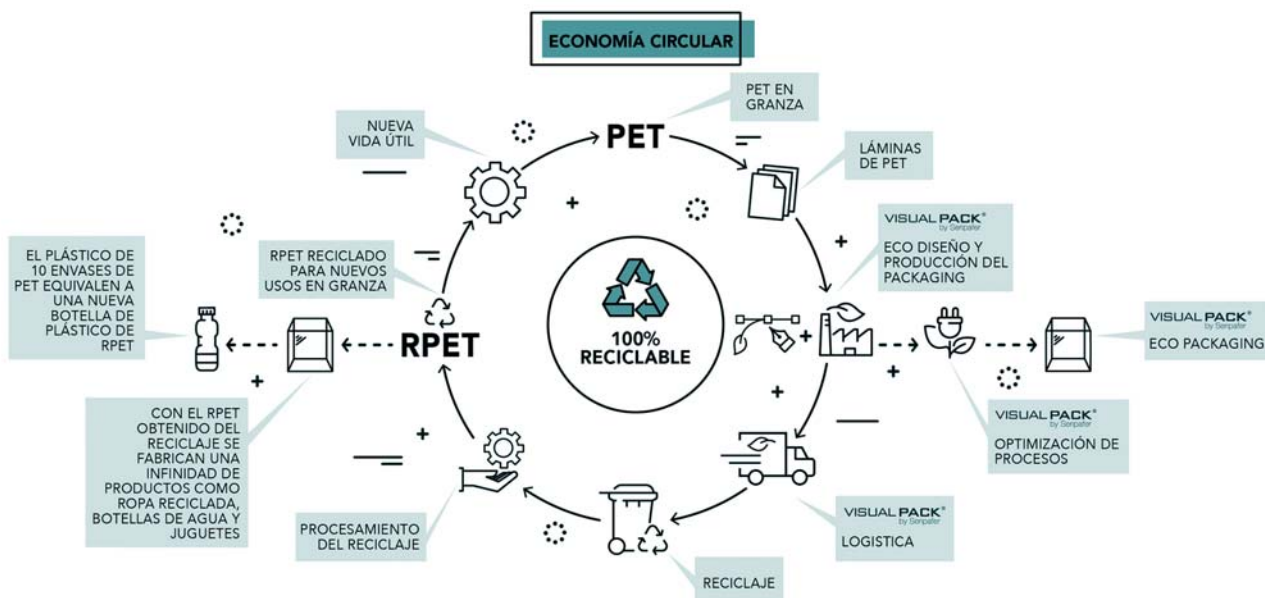 ECONOMÍA CIRCULAR
PET EN
GRANZA
NUEVA
VIDA ÚTIL
PET
LÁMINAS
DE PET
VISUAL PACK®
by Senpafer
ECO DISEÑO Y
PRODUCCIÓN DEL
PACKAGING
EL PLÁSTICO DE
10 ENVASES DE
PET EQUIVALEN A
UNA NUEVA
BOTELLA DE
PLÁSTICO DE
RPET
RPET RECICLADO
PARA NUEVOS
USOS EN GRANZA
RPET
100%
RECICLABLE
VISUAL PACK®
by Senpafer
ECO PACKAGING
VISUAL PACK®
by Senpafer
OPTIMIZACIÓN DE
PROCESOS
CON EL RPET
OBTENIDO DEL
RECICLAJE SE
FABRICAN UNA
INFINIDAD DE
PRODUCTOS COMO
ROPA RECICLADA,
BOTELLAS DE AGUA Y
JUGUETES
PROCESAMIENTO
DEL RECICLAJE
VISUAL PACK®
by Senpafer
LOGISTICA
RECICLAJE